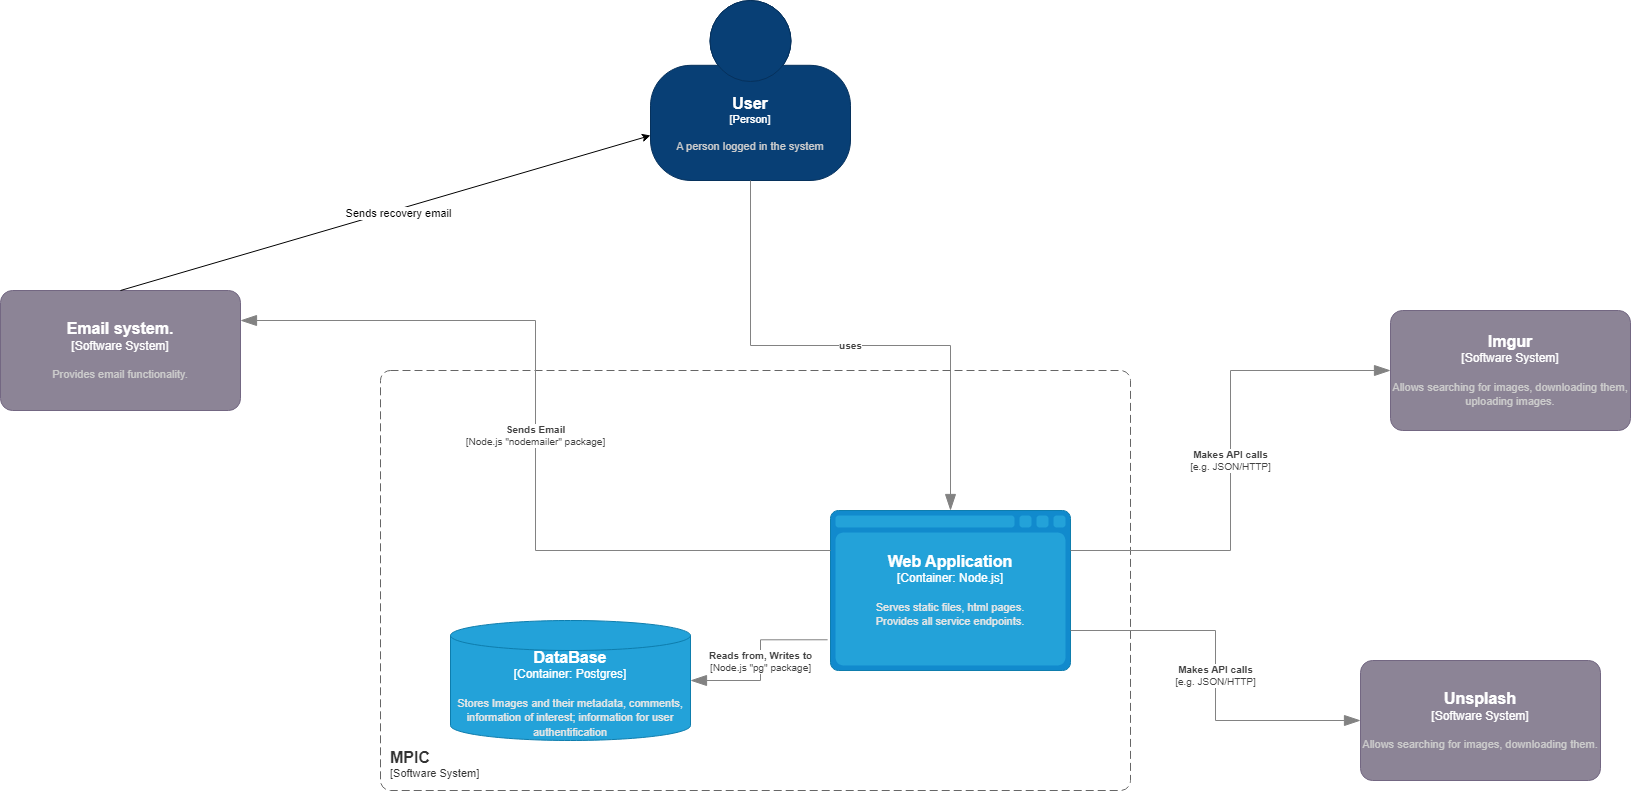 User
[Person]
A person logged in the system
Sends recovery email
Email system.
[Software System]
Provides email functionality.
uses
Imgur
[Software System]
Allows searching for images, downloading them,
uploading images.
Sends Email
[Node.js "nodemailer" package]
Makes API calls
[e.g. JSON/HTTP]
Web Application
[Container: Node.js]
Serves static files, html pages.
Provides all service endpoints.
DataBase
[Container: Postgres]
Stores Images and their metadata, comments,
information of interest; information for user
authentification
Reads from, Writes to
[Node.js "pg" package]
Makes API calls
[e.g. JSON/HTTP]
Unsplash
[Software System]
Allows searching for images, downloading them.
MPIC
[Software System]